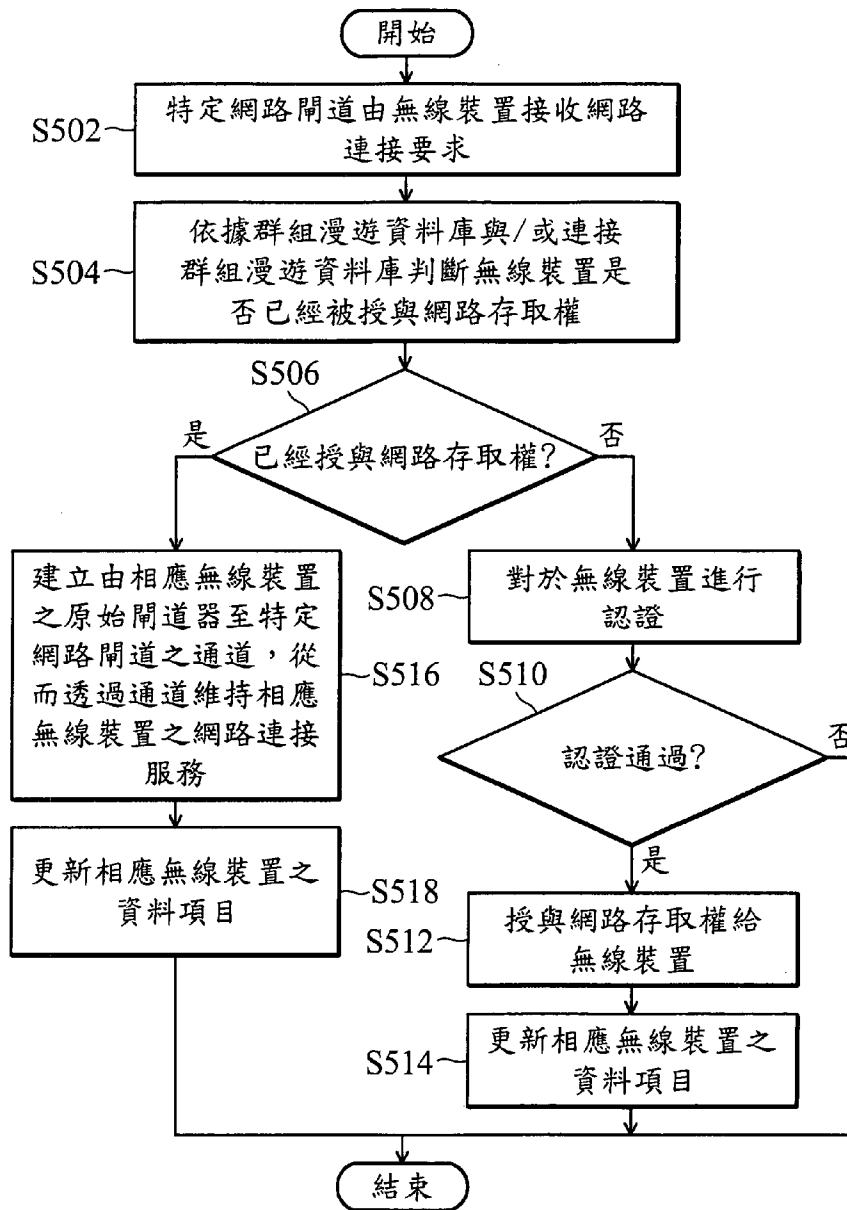 開始
S502
特定網路閘道由無線裝置接收網路
連接要求
S504
依據群組漫遊資料庫與/或連接
群組漫遊資料庫判斷無線裝置是
否已經被授與網路存取權
S506
已經授與網路存取權?
是
否
建立由相應無線裝置
之原始閘道器至特定
網路閘道之通道，從
而透過通道維持相應
無線裝置之網路連接
服務
S516
更新相應無線裝置之
資料項目
S518
S508
對於無線裝置進行
認證
S510
認證通過?
否
是
S512
授與網路存取權給
無線裝置
S514
更新相應無線裝置之
資料項目
結束